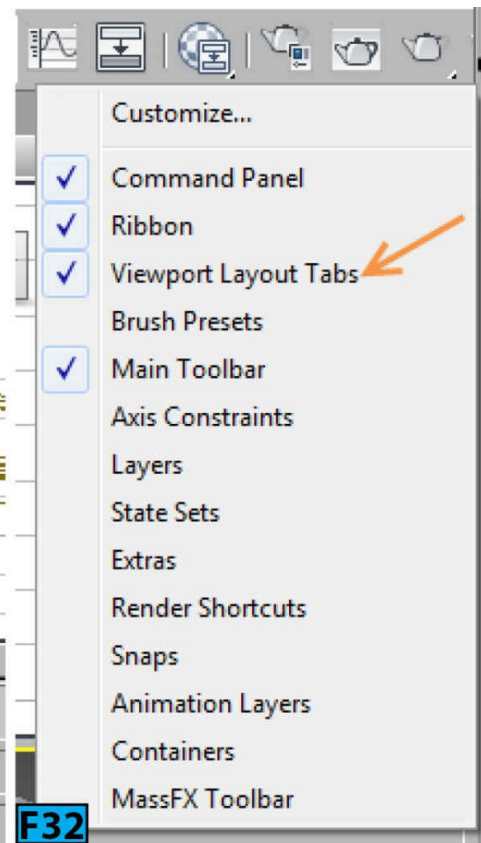 Customize...
Command Panel
Ribbon
Viewport Layout Tabs
Brush Presets
Main Toolbar
Axis Constraints
Layers
State Sets
Extras
Render Shortcuts
Snaps
Animation Layers
Containers
MassFX Toolbar
F32